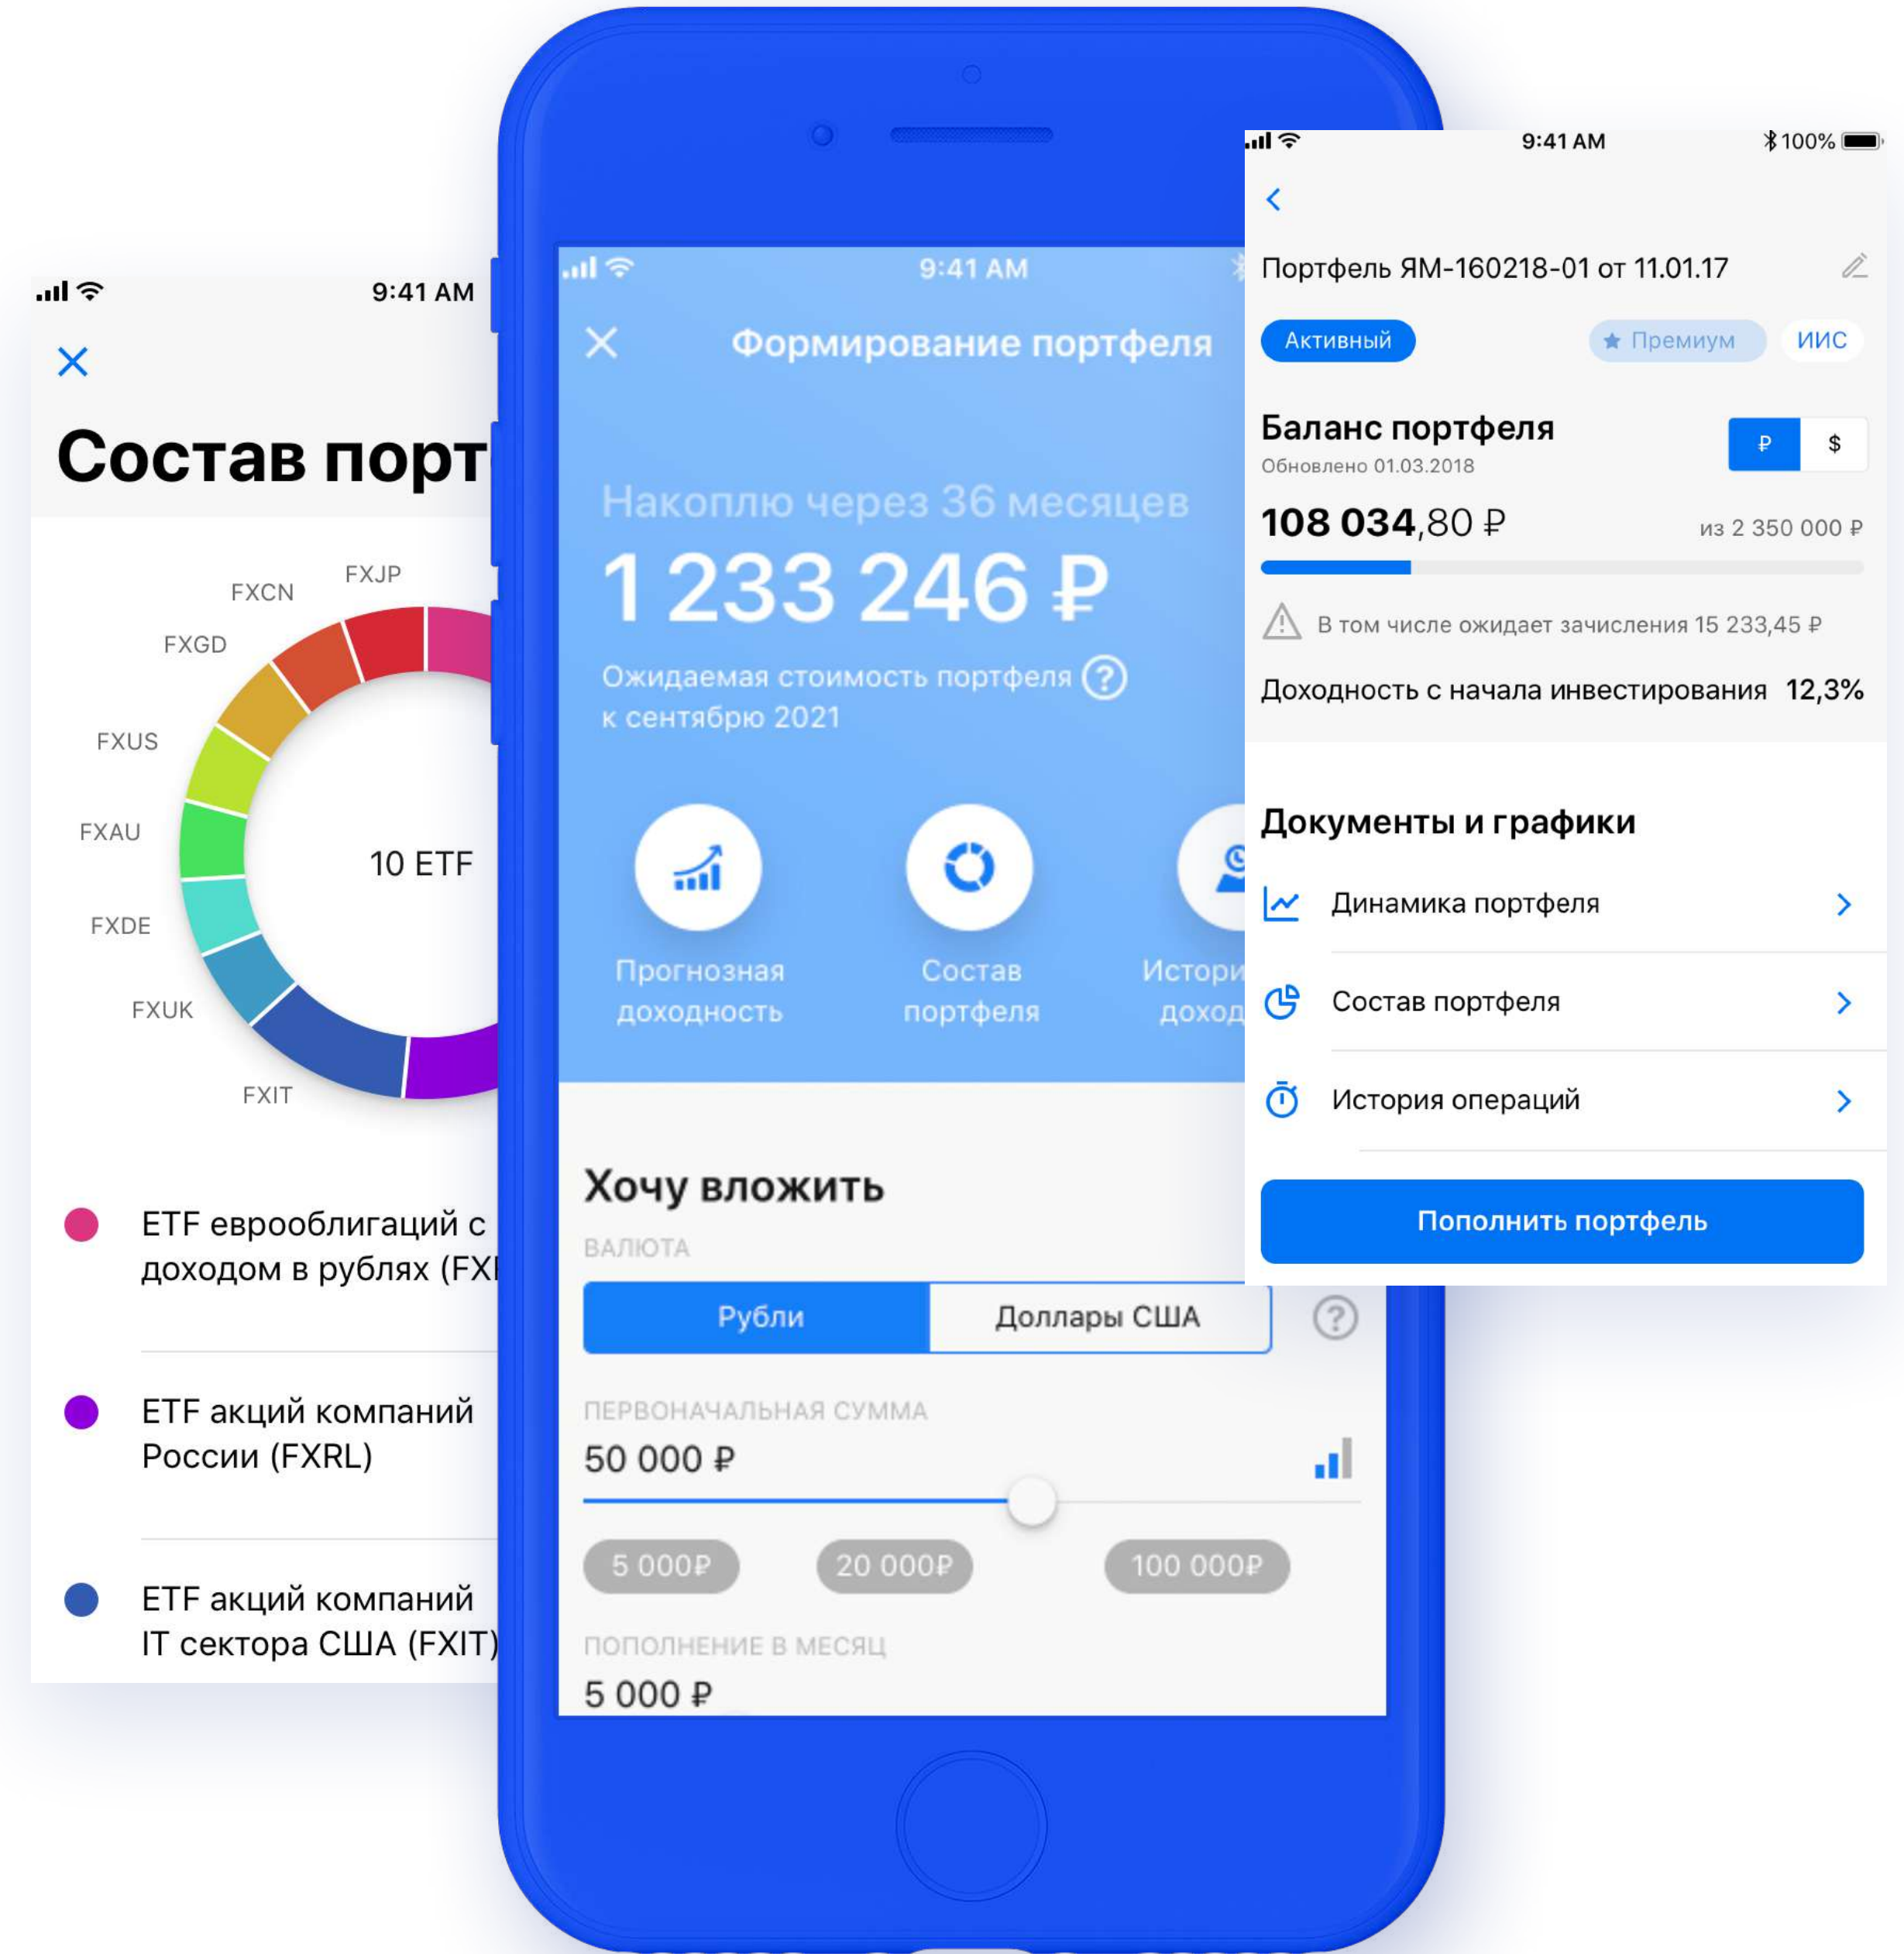 9:41 AM
Состав порт
FXJP
FXCN
FXGD
FXUS
FXAU
10 ETF
FXDE
FXUK
FXIT
ETF еврооблигаций с
доходом в рублях
ETF акций компаний
России (FXRL)
ETF акций компаний
IT сектора США (FXIT)
9:41 AM
Формирование портфеля
Накоплю через 36 месяцев
1 233 246 ₽
Ожидаемая стоимость портфеля ?
к сентябрю 2021
Прогнозная
доходность
Состав
портфеля
Истори
доход
Хочу вложить
ВАЛЮТА
Рубли Доллары США ?
ПЕРВОНАЧАЛЬНАЯ СУММА
50 000 ₽
5 000₽ 20 000₽ 100 000₽
ПОПОЛНЕНИЕ В МЕСЯЦ
5 000 ₽
9:41 AM 100%
Портфель ЯМ-160218-01 от 11.01.17
Активный Премиум ИИС
Баланс портфеля ₽ $
Обновлено 01.03.2018
108 034,80 ₽ из 2 350 000 ₽
В том числе ожидает зачисления 15 233,45 ₽
Доходность с начала инвестирования 12,3%
Документы и графики
Динамика портфеля
Состав портфеля
История операций
Пополнить портфель